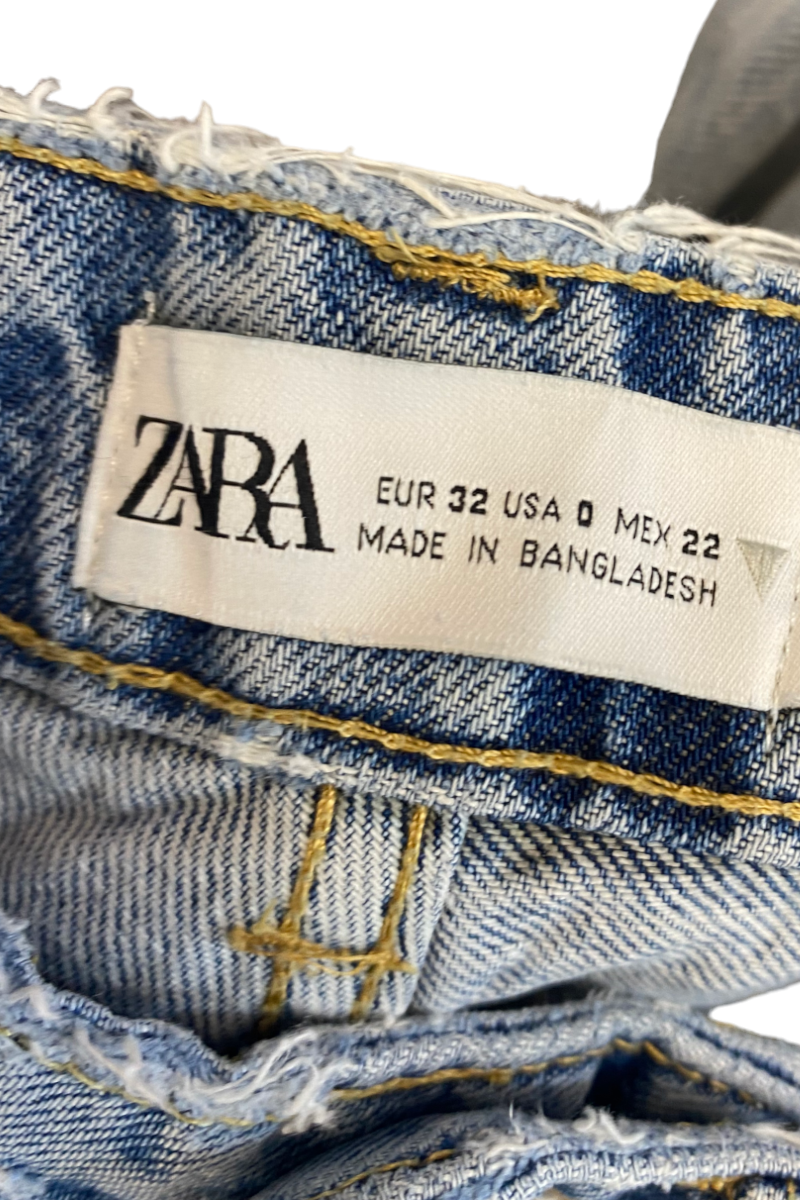 ZARA
EUR 32 USA 0 MEX 22
MADE IN BANGLADESH